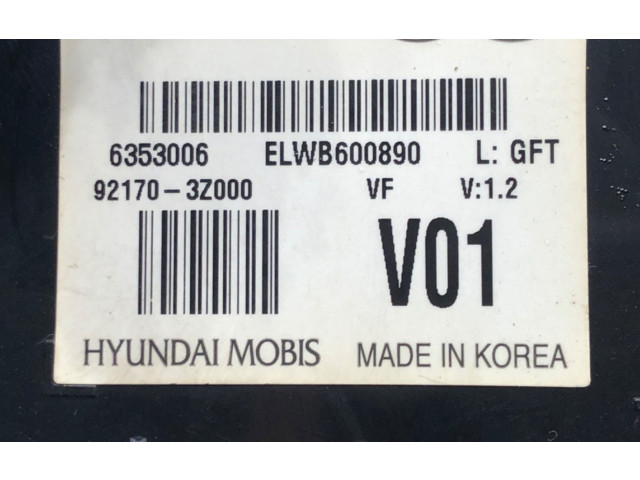 6353006 ELWB600890 L: GFT
92170-3Z000 VF V:1.2
V01
HYUNDAI MOBIS MADE IN KOREA